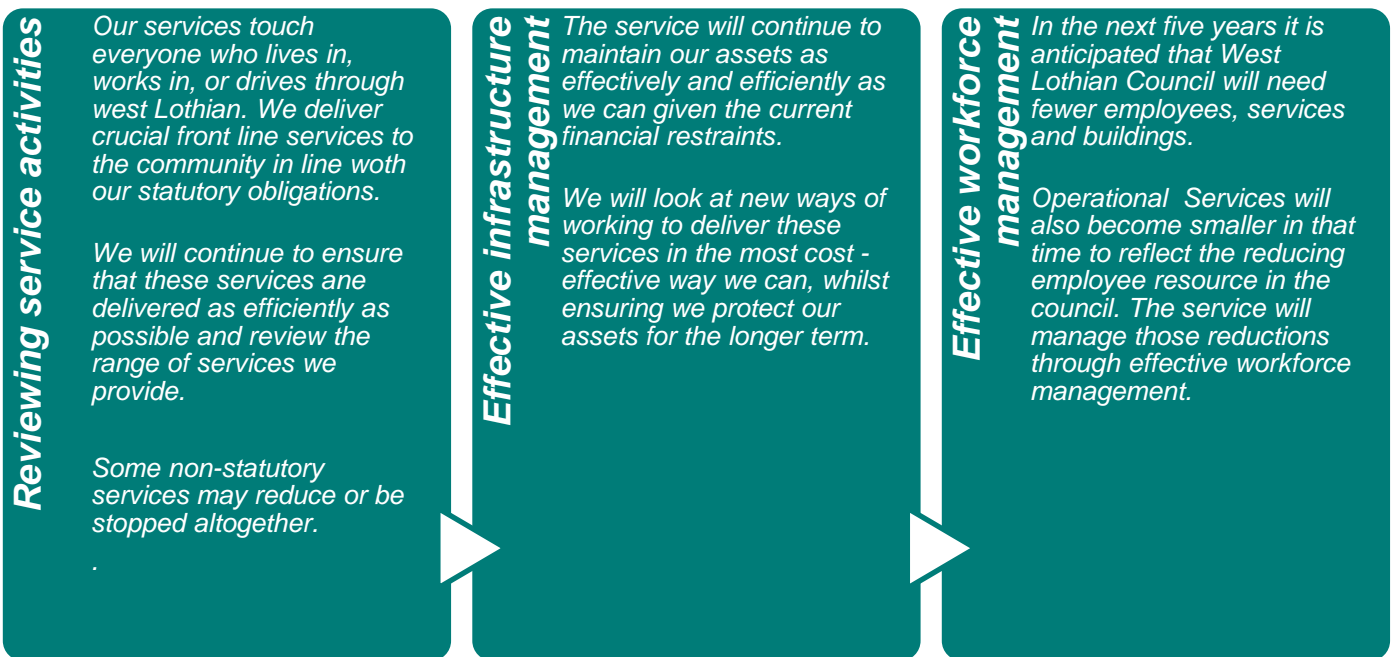 Reviewing service activities
Our services touch
everyone who lives in,
works in, or drives through
west Lothian. We deliver
crucial front line services to
the community in line woth
our statutory obligations.
We will continue to ensure
that these services ane
delivered as efficiently as
possible and review the
range of services we
provide.
Some non-statutory
services may reduce or be
stopped altogether.
.
Effective infrastructure
management
The service will continue to
maintain our assets as
effectively and efficiently as
we can given the current
financial restraints.
We will look at new ways of
working to deliver these
services in the most cost -
effective way we can, whilst
ensuring we protect our
assets for the longer term.
Effective workforce
management
In the next five years it is
anticipated that West
Lothian Council will need
fewer employees, services
and buildings.
Operational  Services will
also become smaller in that
time to reflect the reducing
employee resource in the
council. The service will
manage those reductions
through effective workforce
management.